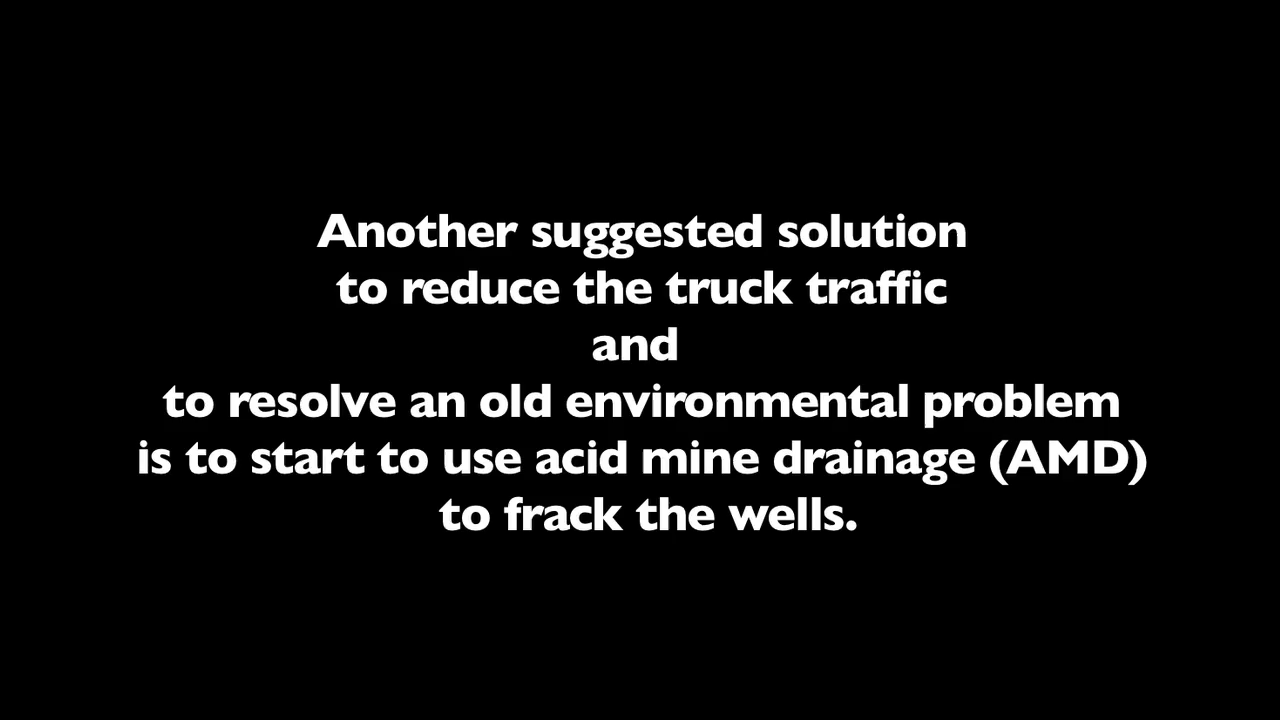 Another suggested solution
to reduce the truck traffic
and
to resolve an old environmental problem
is to start to use acid mine drainage (AMD)
to frack the wells.